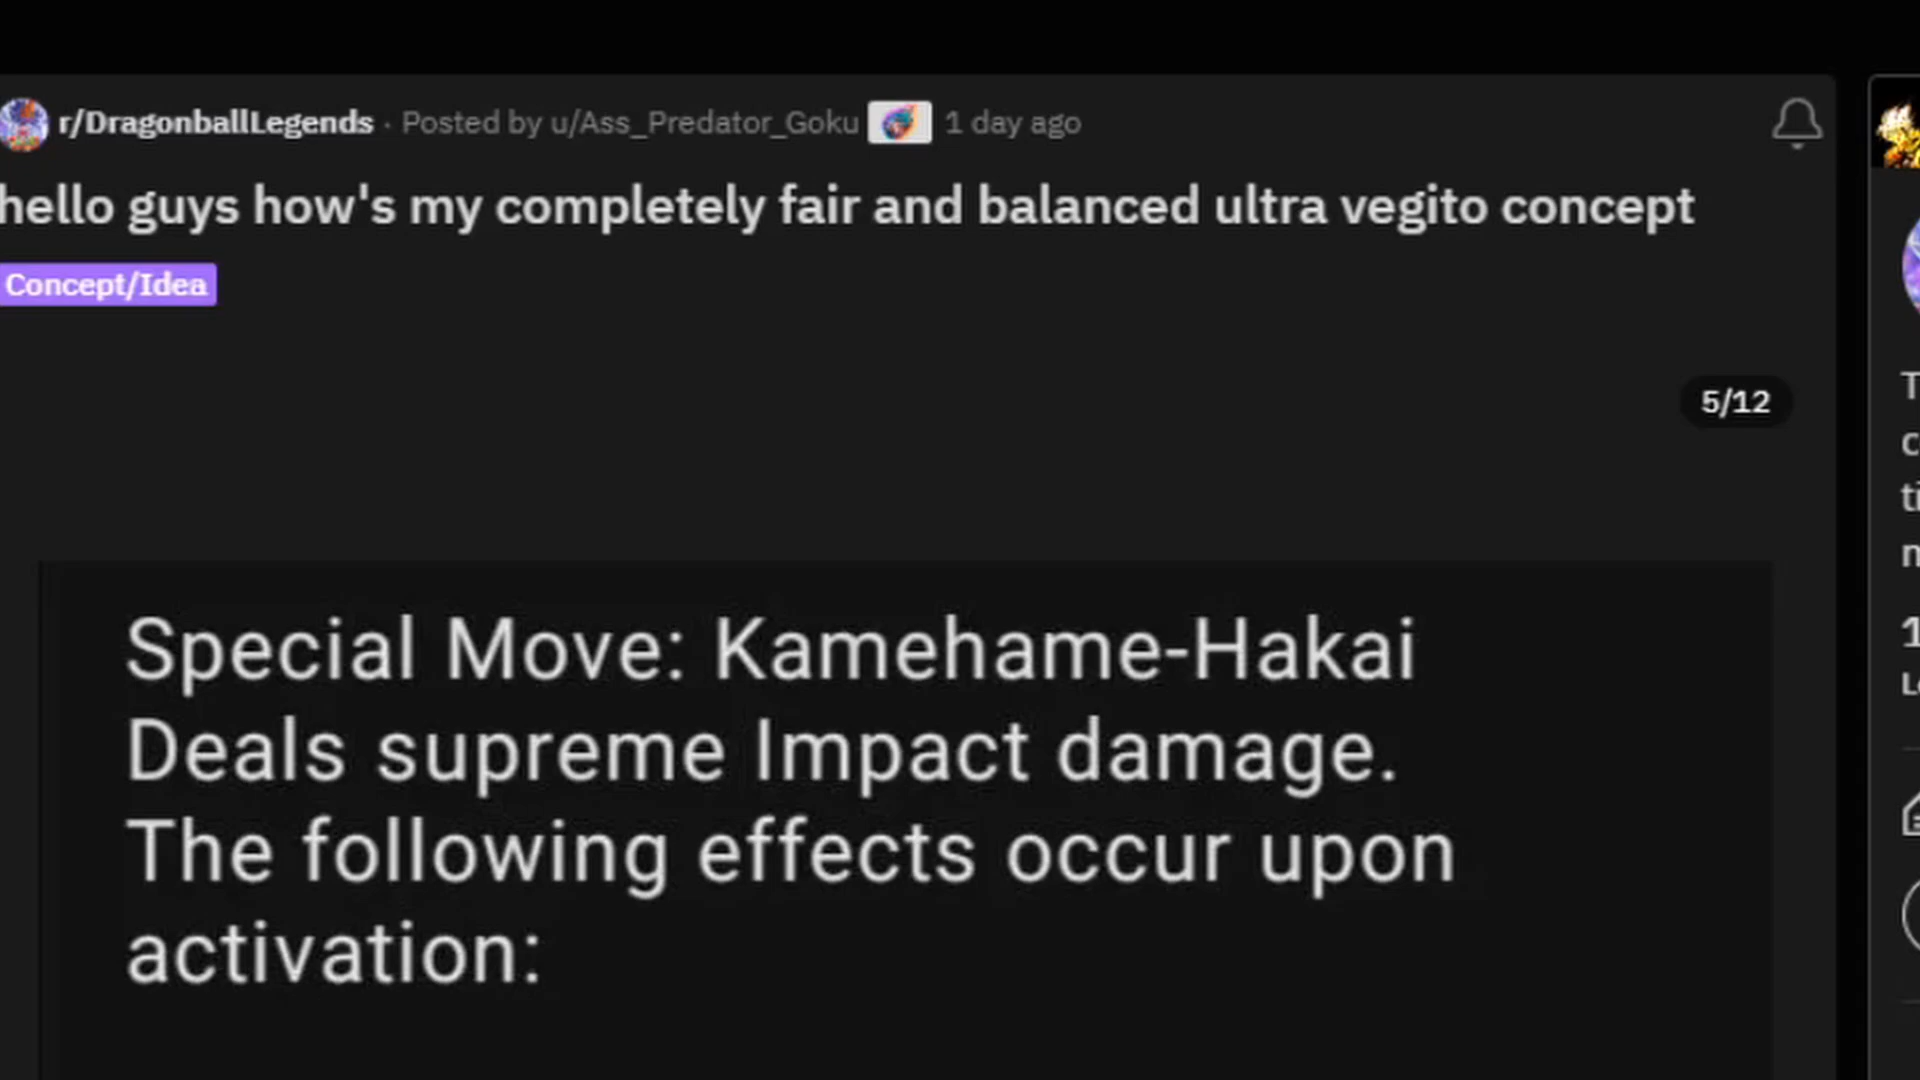 r/DragonballLegends · Posted by u/Ass_Predator_Goku 1 day ago
hello guys how's my completely fair and balanced ultra vegito concept
Concept/Idea
5/12
Special Move: Kamehame-Hakai
Deals supreme Impact damage.
The following effects occur upon
activation: